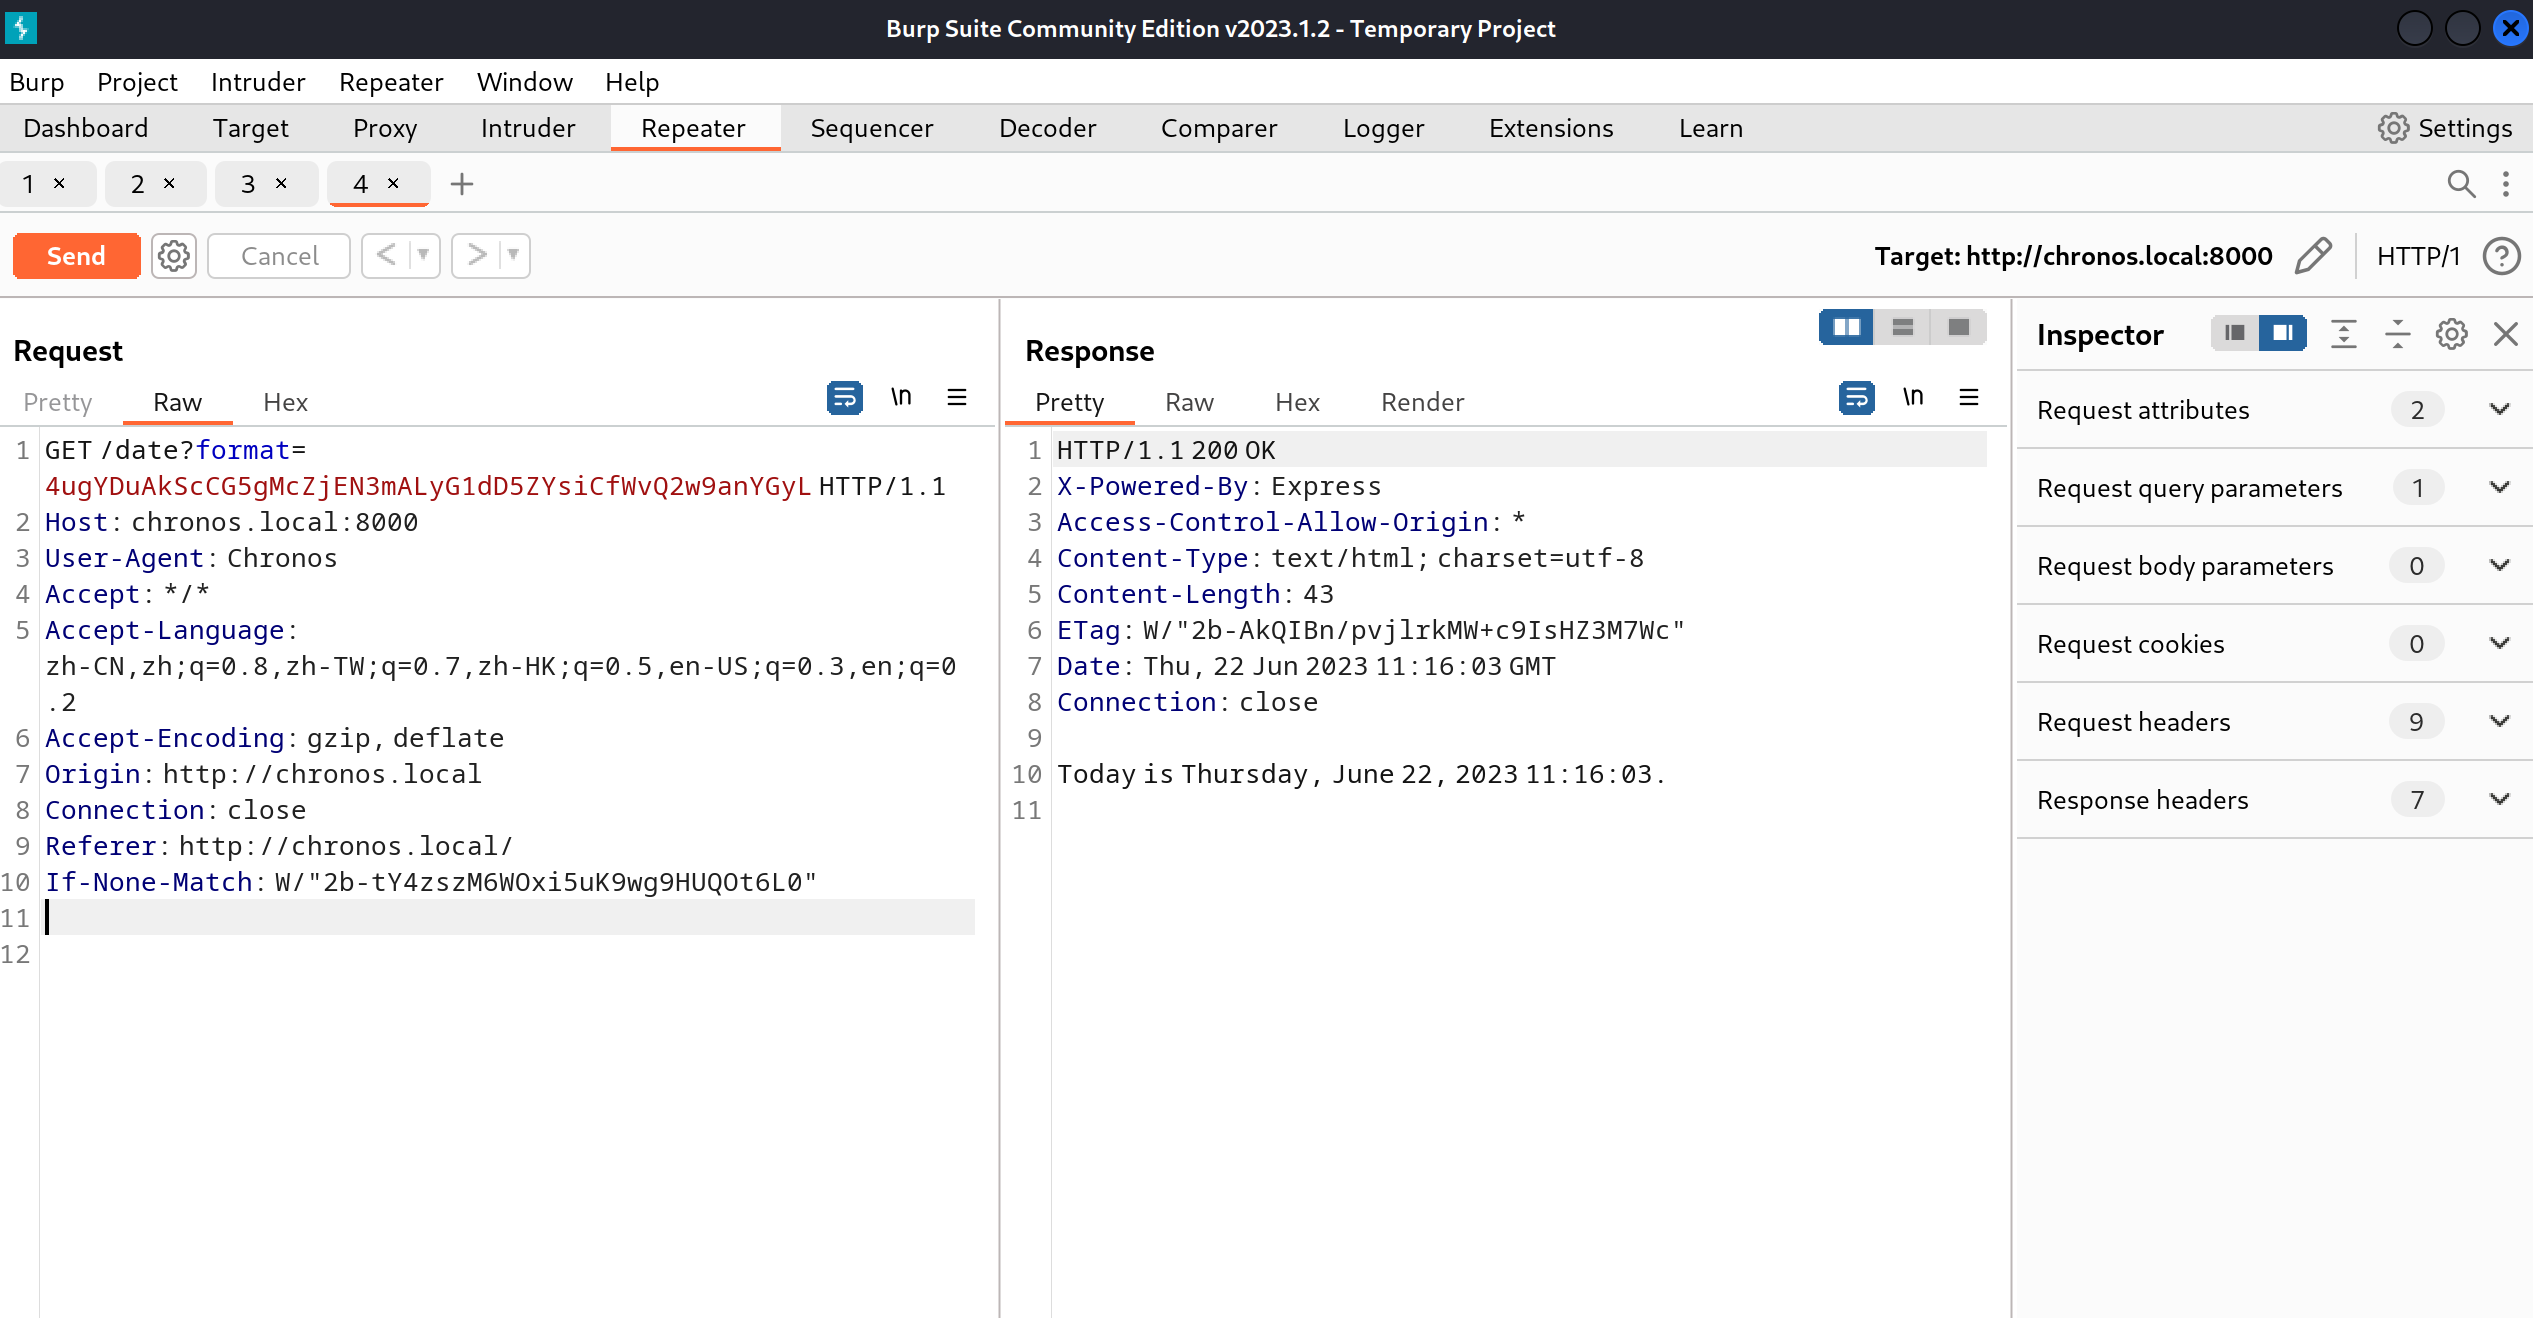 Burp Suite Community Edition v2023.1.2 - Temporary Project
Burp Project Intruder Repeater Window Help
Dashboard Target Proxy Intruder Repeater Sequencer Decoder Comparer Logger Extensions Learn Settings
1 × 2 × 3 × 4 × +
Send Cancel < > Target: http://chronos.local:8000 HTTP/1 ?
Request
Pretty Raw Hex \n
1 GET /date?format=
4ugYDuAkScCG5gMcZjEN3mALyG1dD5ZYsiCfWvQ2w9anYGyL HTTP/1.1
2 Host: chronos.local:8000
3 User-Agent: Chronos
4 Accept: */*
5 Accept-Language:
zh-CN,zh;q=0.8,zh-TW;q=0.7,zh-HK;q=0.5,en-US;q=0.3,en;q=0
.2
6 Accept-Encoding: gzip, deflate
7 Origin: http://chronos.local
8 Connection: close
9 Referer: http://chronos.local/
10 If-None-Match: W/"2b-tY4zszM6WOxi5uK9wg9HUQOt6L0"
11
12
Response
Pretty Raw Hex Render \n
1 HTTP/1.1 200 OK
2 X-Powered-By: Express
3 Access-Control-Allow-Origin: *
4 Content-Type: text/html; charset=utf-8
5 Content-Length: 43
6 ETag: W/"2b-AkQIBn/pvjlrkMW+c9IsHZ3M7Wc"
7 Date: Thu, 22 Jun 2023 11:16:03 GMT
8 Connection: close
9
10 Today is Thursday, June 22, 2023 11:16:03.
11
Inspector
Request attributes 2
Request query parameters 1
Request body parameters 0
Request cookies 0
Request headers 9
Response headers 7